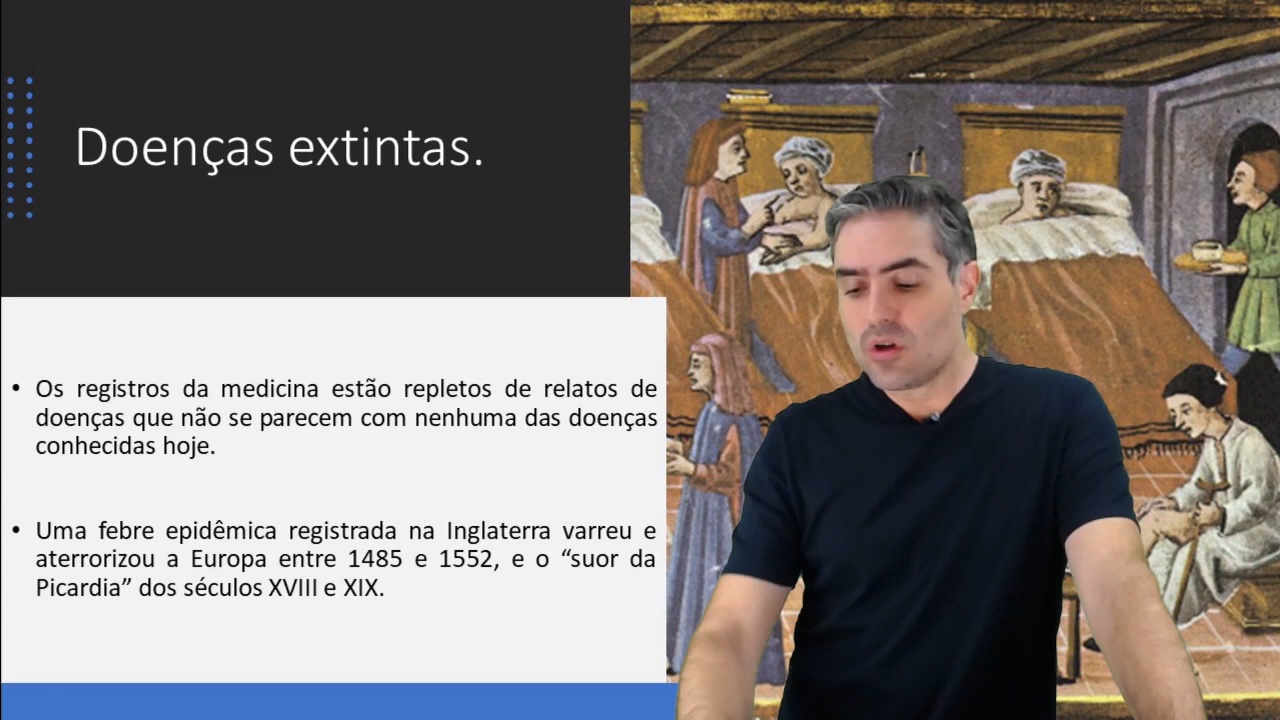 Doenças extintas.
• Os registros da medicina estão repletos de relatos de
doenças que não se parecem com nenhuma das doenças
conhecidas hoje.
• Uma febre epidêmica registrada na Inglaterra varreu e
aterrorizou a Europa entre 1485 e 1552, e o “suor da
Picardia” dos séculos XVIII e XIX.